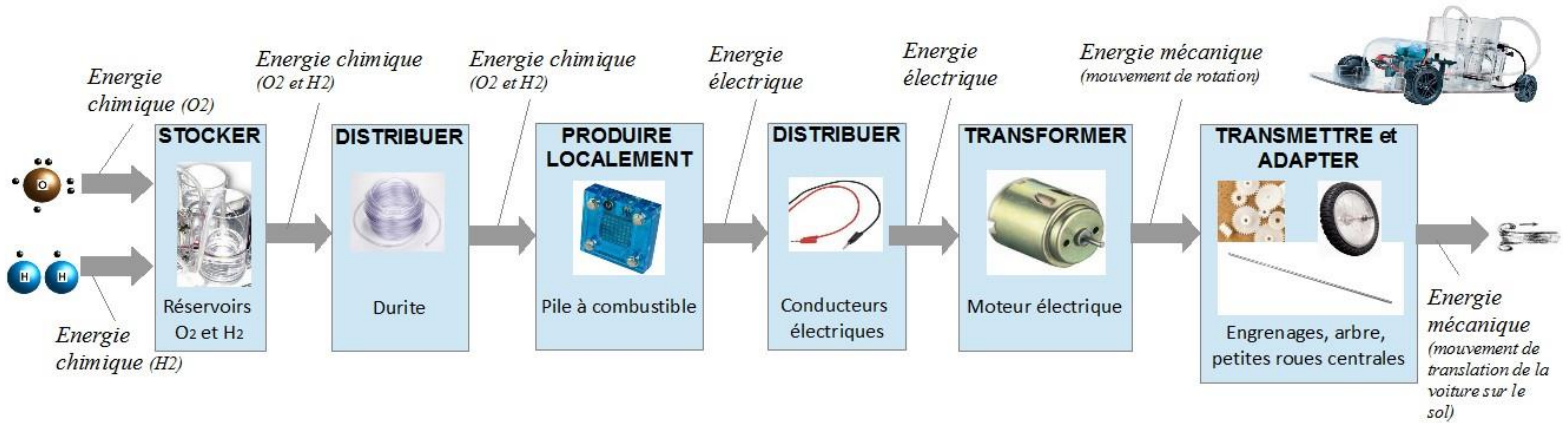 Energie
chimique (O2)
Energie chimique
(O2 et H2)
Energie chimique
(O2 et H2)
Energie
électrique
Energie
électrique
Energie mécanique
(mouvement de rotation)
STOCKER
DISTRIBUER
PRODUIRE
LOCALEMENT
DISTRIBUER
TRANSFORMER
TRANSMETTRE et
ADAPTER
O
H H
Réservoirs
O2 et H2
Durite
Pile à combustible
Conducteurs
électriques
Moteur électrique
Engrenages, arbre,
petites roues centrales
Energie
chimique (H2)
Energie
mécanique
(mouvement de
translation de la
voiture sur le
sol)